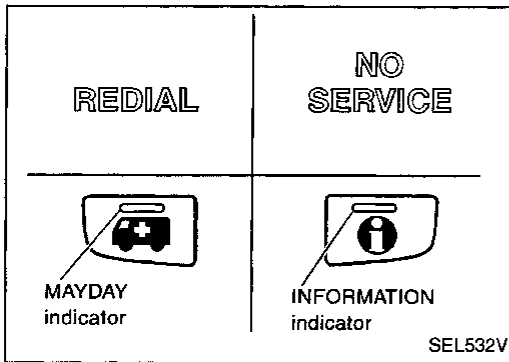 REDIAL
NO
SERVICE
MAYDAY
indicator
INFORMATION
indicator
SEL532V